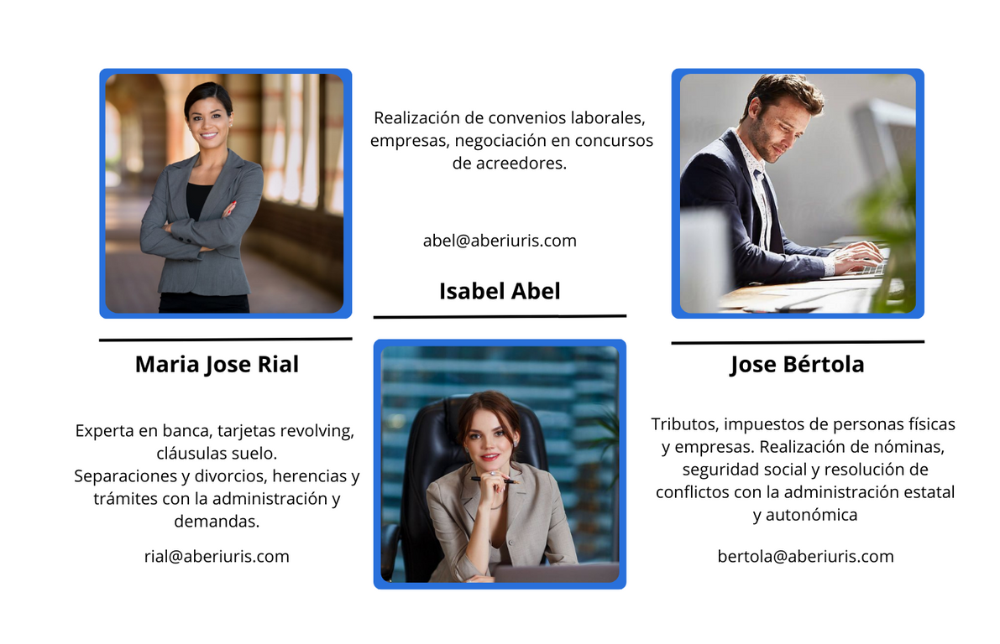 Maria Jose Rial
Experta en banca, tarjetas revolving,
cláusulas suelo.
Separaciones y divorcios, herencias y
trámites con la administración y
demandas.
rial@aberiuris.com
Realización de convenios laborales,
empresas, negociación en concursos
de acreedores.
abel@aberiuris.com
Isabel Abel
Jose Bértola
Tributos, impuestos de personas físicas
y empresas. Realización de nóminas,
seguridad social y resolución de
conflictos con la administración estatal
y autonómica
bertola@aberiuris.com